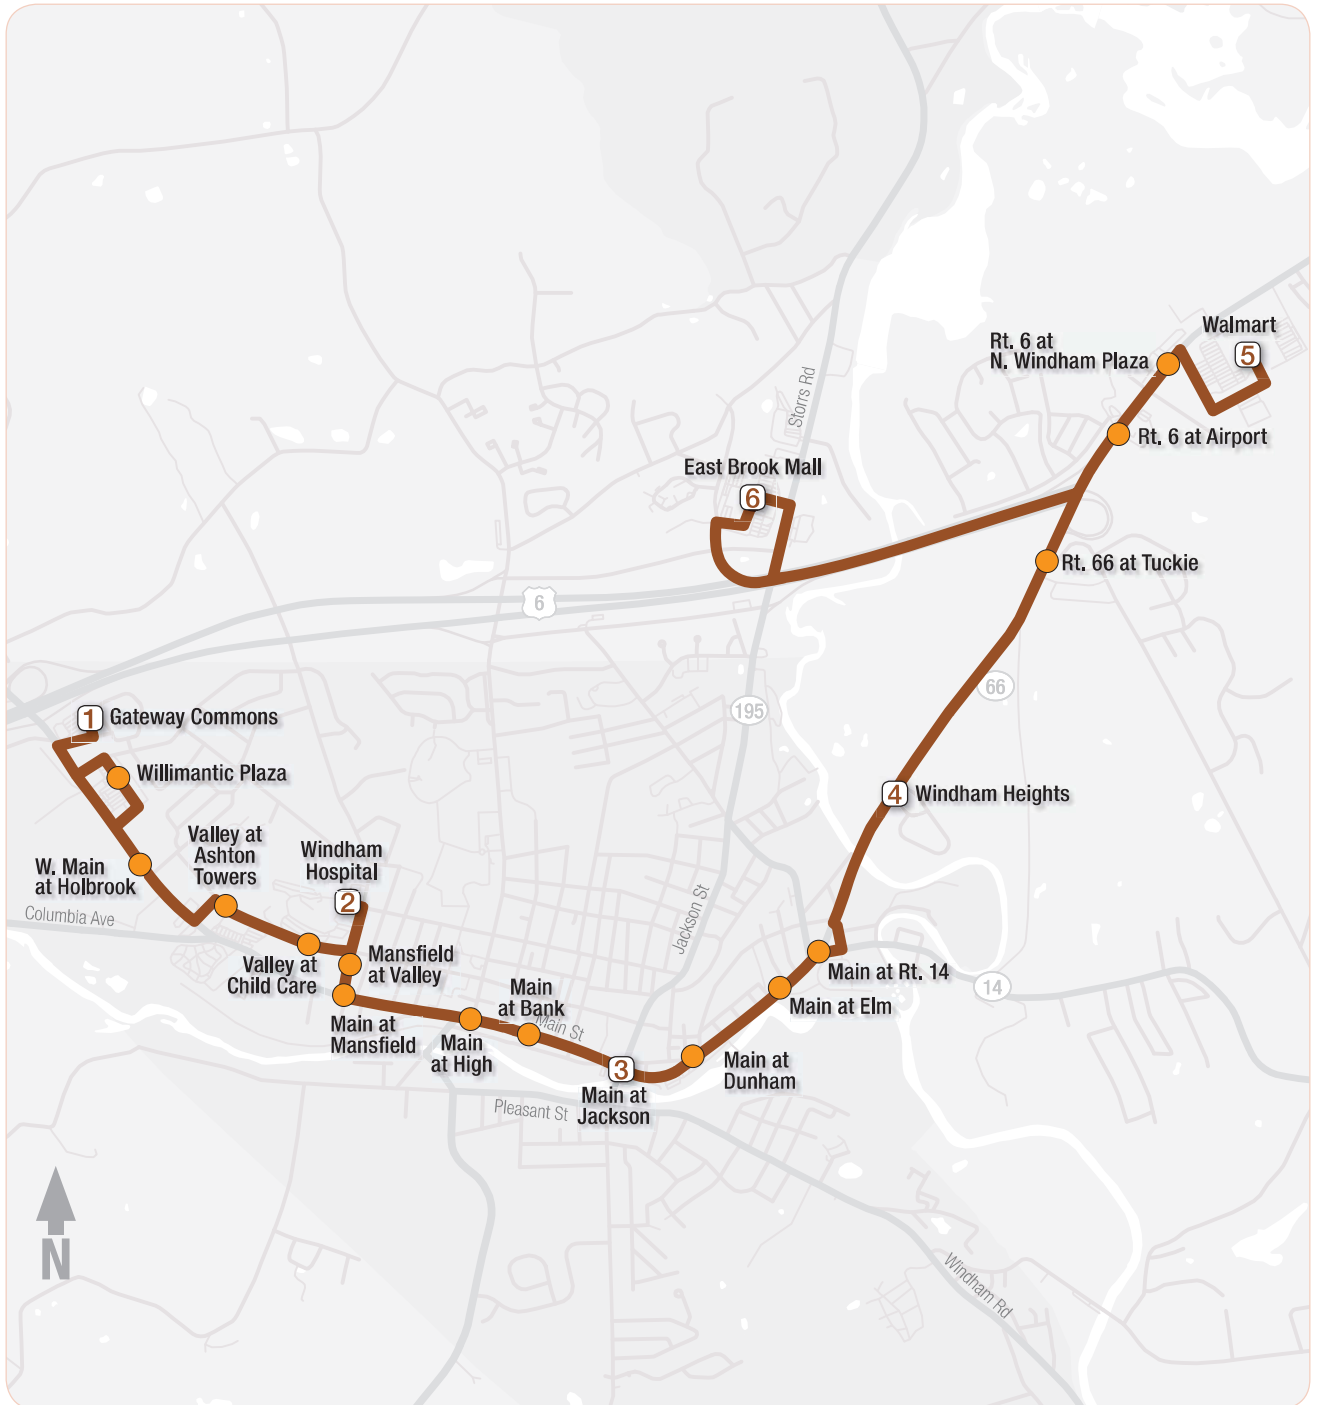 Walmart
5
Rt. 6 at
N. Windham Plaza
Rt. 6 at Airport
Storrs Rd
East Brook Mall
6
Rt. 66 at Tuckie
6
66
195
1
Gateway Commons
Willimantic Plaza
4
Windham Heights
Valley at
Ashton
Towers
Windham
Hospital
2
W. Main
at Holbrook
Columbia Ave
Jackson St
Valley at
Child Care
Mansfield
at Valley
Main at Rt. 14
14
Main at Elm
Main
at Bank
Main St
Main at
Mansfield
Main
at High
3
Main at
Jackson
Main at
Dunham
Pleasant St
Windham Rd
N